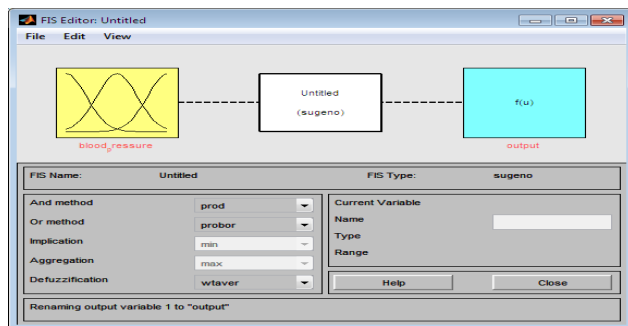 FIS Editor: Untitled
File Edit View
Untitled
(sugeno)
f(u)
blood_pressure
output
FIS Name: Untitled FIS Type: sugeno
And method prod
Or method probor
Implication min
Aggregation max
Defuzzification wtaver
Current Variable
Name
Type
Range
Help Close
Renaming output variable 1 to "output"